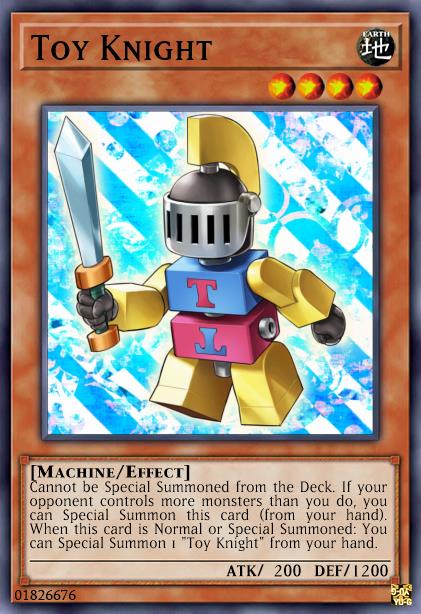 Toy Knight
EARTH
地
T
T
[Machine/Effect]
Cannot be Special Summoned from the Deck. If your
opponent controls more monsters than you do, you
can Special Summon this card (from your hand).
When this card is Normal or Special Summoned: You
can Special Summon 1 "Toy Knight" from your hand.
ATK/ 200 DEF/1200
01826676